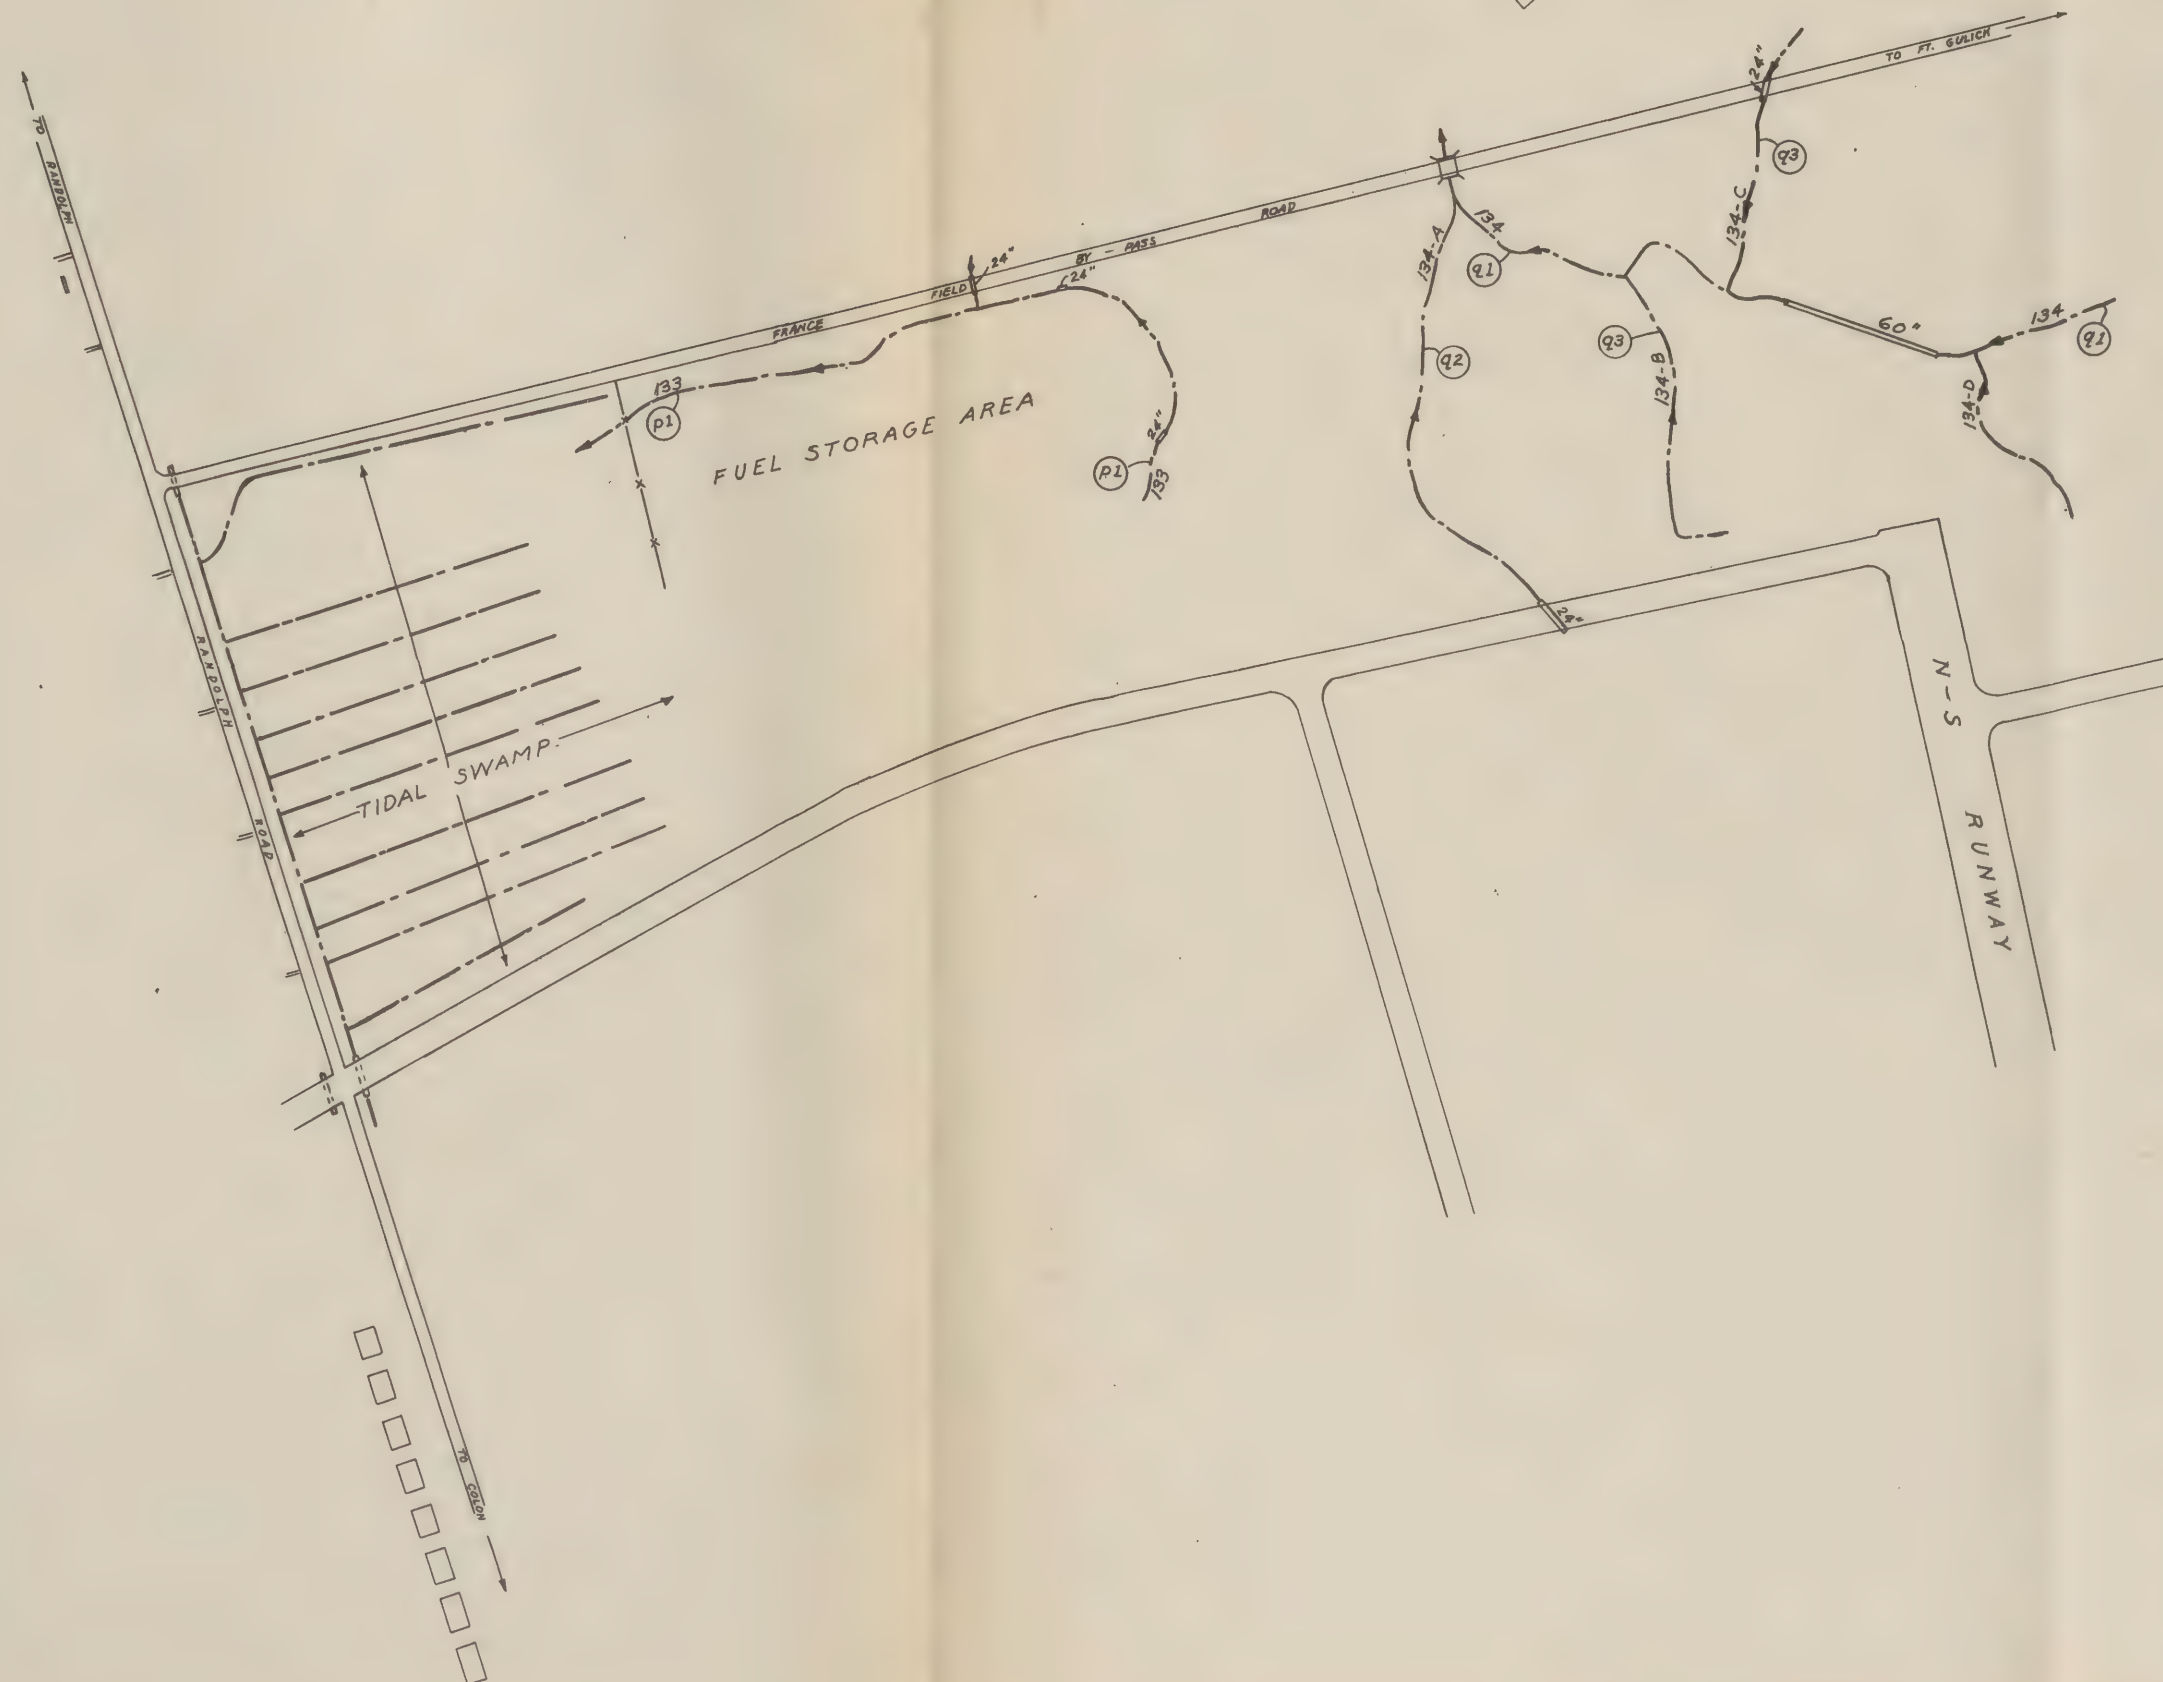 TO RANDOLPH
RANDOLPH ROAD
TO COLON
FRANCE FIELD BY-PASS ROAD
TO FT. GULICK
24"
24"
24"
133
p1
FUEL STORAGE AREA
P1
133
TIDAL SWAMP
24"
q3
134-C
134
134-A
q1
q2
q3
134-B
60"
134
q1
134-D
24"
N-S RUNWAY